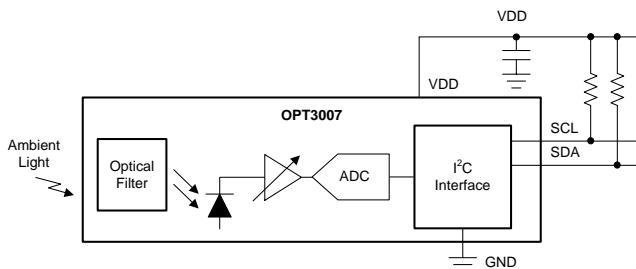 VDD
VDD
OPT3007
Ambient
Light
Optical
Filter
ADC
I²C
Interface
SCL
SDA
GND